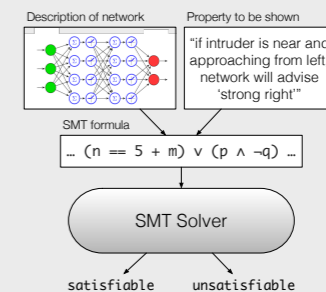 Description of network
Property to be shown
“if intruder is near and
approaching from left,
network will advise
‘strong right’”
Σ Σ
Σ Σ
Σ Σ
Σ Σ
SMT formula
… (n == 5 + m) ∨ (p ∧ ¬q) …
SMT Solver
satisfiable
unsatisfiable